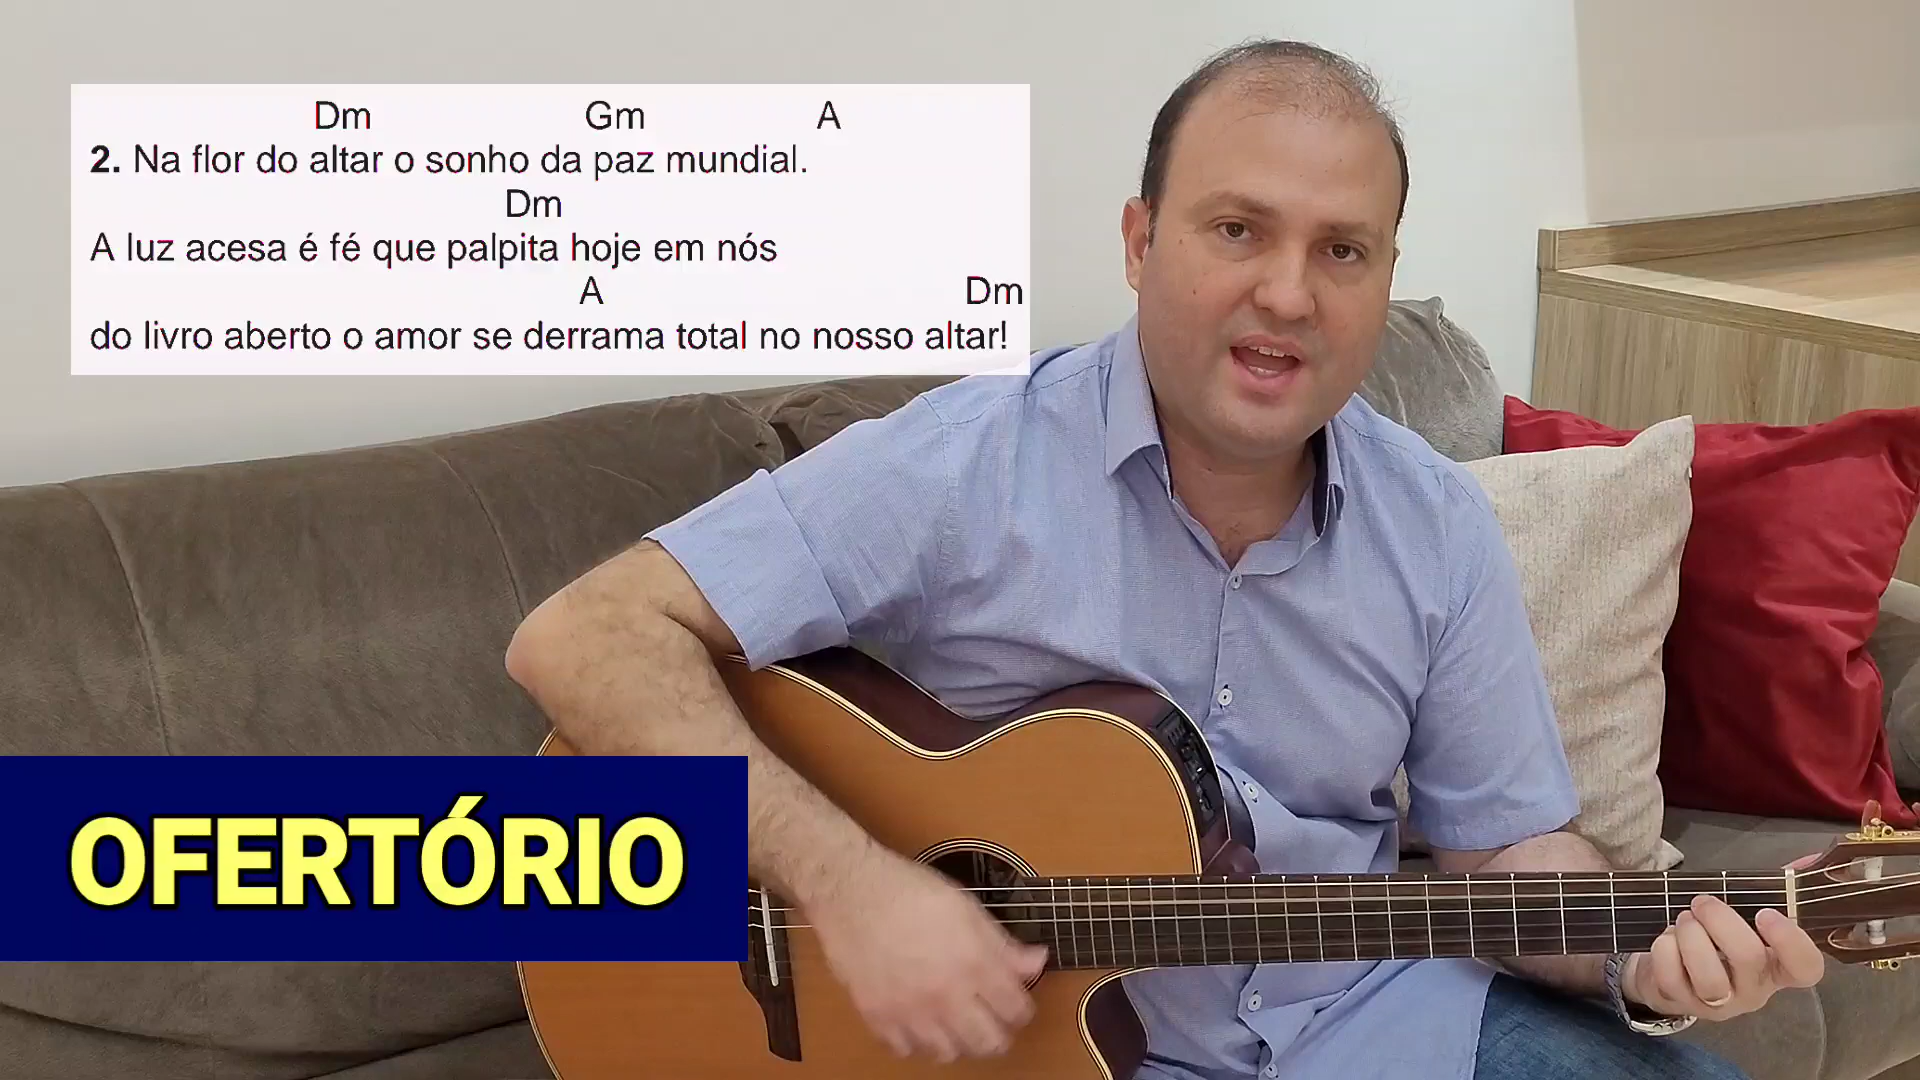 Dm Gm A
2. Na flor do altar o sonho da paz mundial.
Dm
A luz acesa é fé que palpita hoje em nós
A Dm
do livro aberto o amor se derrama total no nosso altar!
OFERTÓRIO